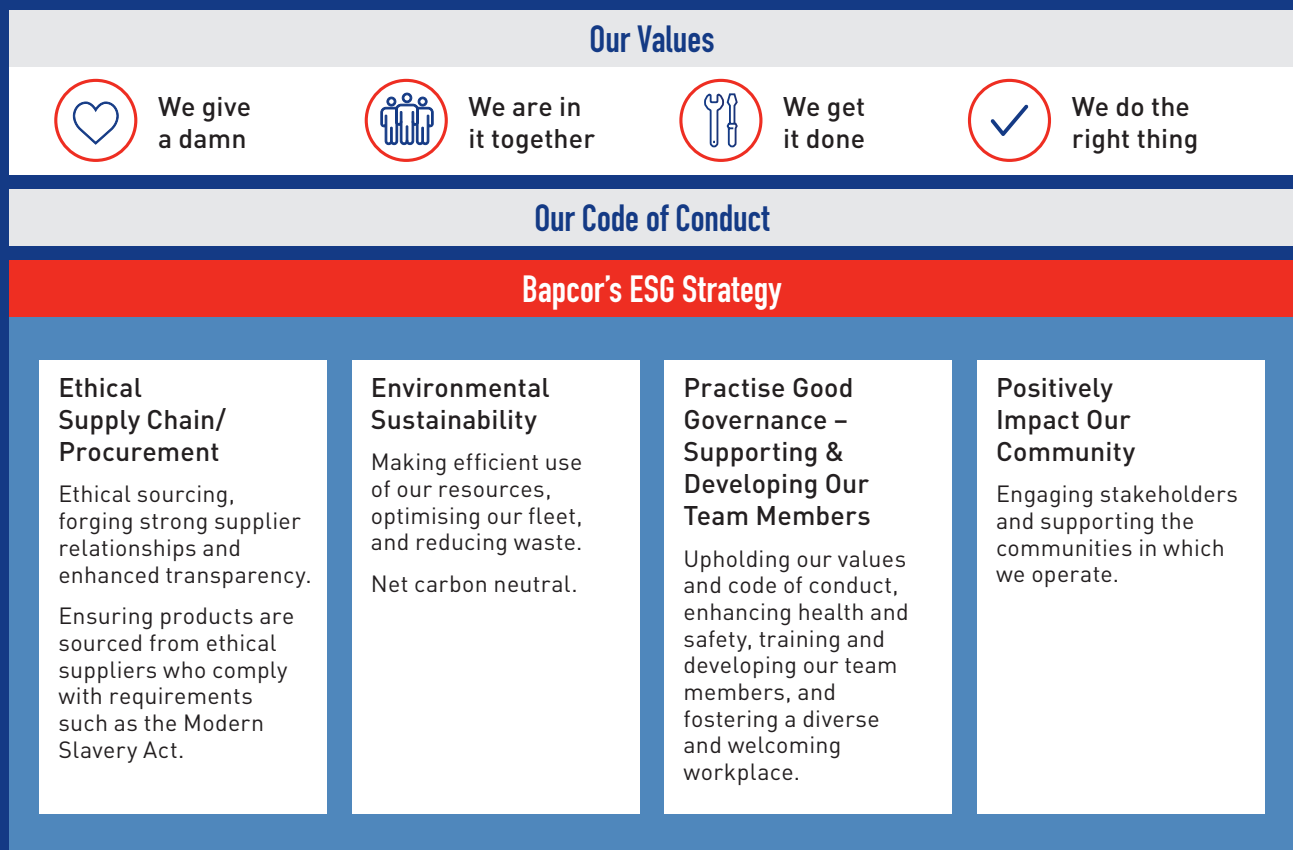 Our Values
We give
a damn
We are in
it together
We get
it done
We do the
right thing
Our Code of Conduct
Bapcor’s ESG Strategy
Ethical
Supply Chain/
Procurement
Ethical sourcing,
forging strong supplier
relationships and
enhanced transparency.
Ensuring products are
sourced from ethical
suppliers who comply
with requirements
such as the Modern
Slavery Act.
Environmental
Sustainability
Making efficient use
of our resources,
optimising our fleet,
and reducing waste.
Net carbon neutral.
Practise Good
Governance –
Supporting &
Developing Our
Team Members
Upholding our values
and code of conduct,
enhancing health and
safety, training and
developing our team
members, and
fostering a diverse
and welcoming
workplace.
Positively
Impact Our
Community
Engaging stakeholders
and supporting the
communities in which
we operate.